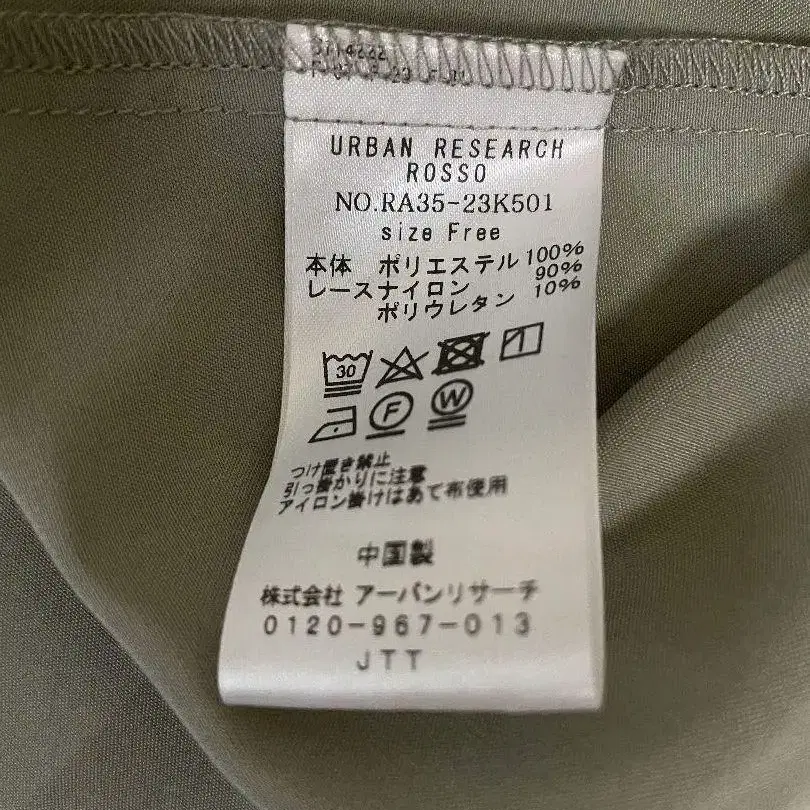 URBAN RESEARCH
ROSSO
NO.RA35-23K501
size Free
本体 ポリエステル 100%
レースナイロン 90%
ポリウレタン 10%
30
F W
つけ置き禁止
引っ掛かりに注意
アイロン掛けはあて布使用
中国製
株式会社 アーバンリサーチ
0120-967-013
JTT